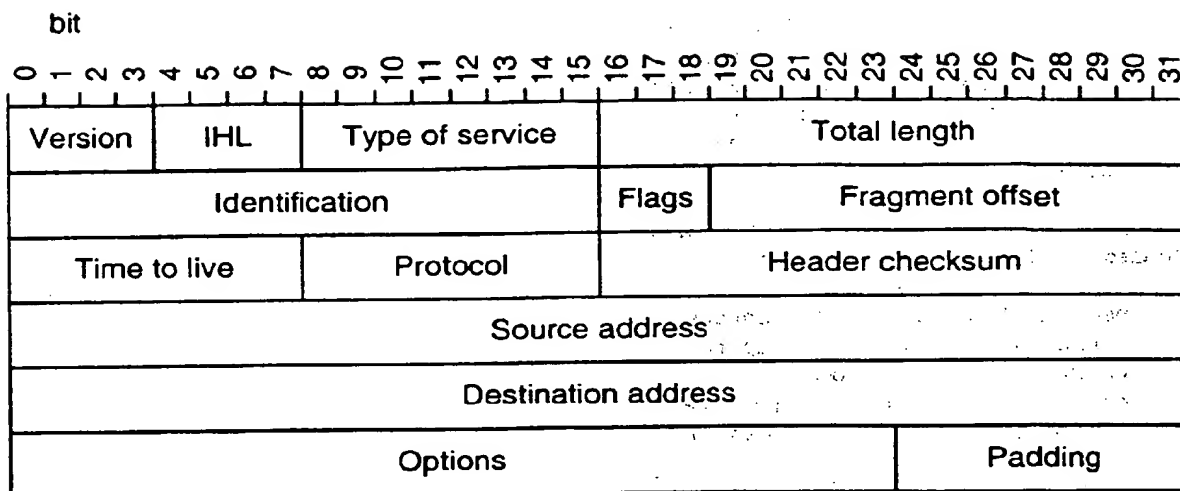 bit
0 1 2 3 4 5 6 7 8 9 10 11 12 13 14 15 16 17 18 19 20 21 22 23 24 25 26 27 28 29 30 31
Version IHL Type of service Total length
Identification Flags Fragment offset
Time to live Protocol Header checksum
Source address
Destination address
Options Padding